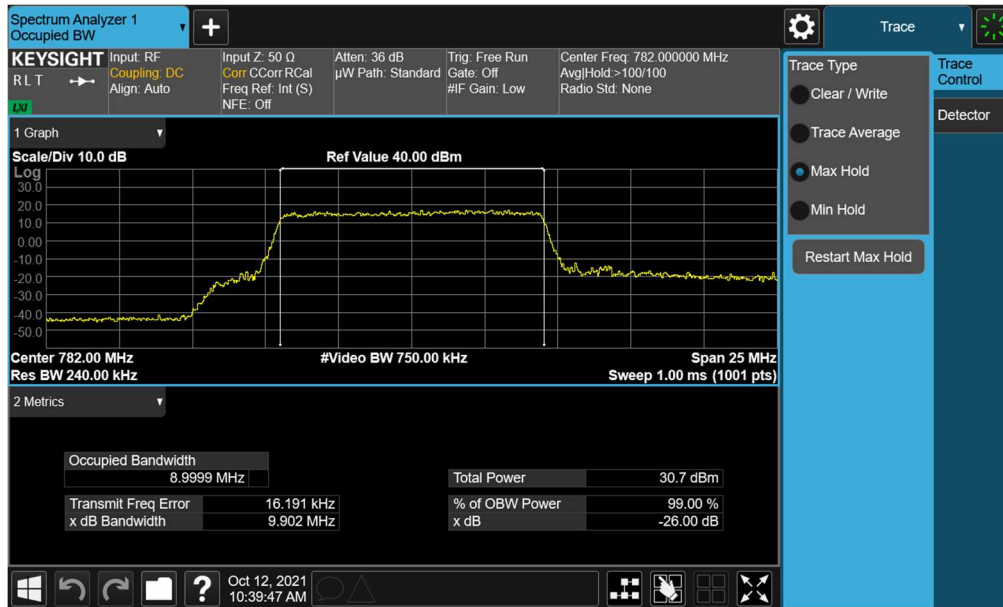 Spectrum Analyzer 1
Occupied BW
+
Trace
KEYSIGHT
R L T
LXI
Input: RF
Coupling: DC
Align: Auto
Input Z: 50 Ω
Corr CCorr RCal
Freq Ref: Int (S)
NFE: Off
Atten: 36 dB
µW Path: Standard
Trig: Free Run
Gate: Off
#IF Gain: Low
Center Freq: 782.000000 MHz
Avg|Hold:>100/100
Radio Std: None
Trace Type
Clear / Write
Trace Average
Max Hold
Min Hold
Restart Max Hold
Trace
Control
Detector
1 Graph
Scale/Div 10.0 dB
Ref Value 40.00 dBm
Log
30.0
20.0
10.0
0.00
-10.0
-20.0
-30.0
-40.0
-50.0
Center 782.00 MHz
#Video BW 750.00 kHz
Span 25 MHz
Res BW 240.00 kHz
Sweep 1.00 ms (1001 pts)
2 Metrics
Occupied Bandwidth
8.9999 MHz
Total Power 30.7 dBm
Transmit Freq Error 16.191 kHz
% of OBW Power 99.00 %
x dB Bandwidth 9.902 MHz
x dB -26.00 dB
?
Oct 12, 2021
10:39:47 AM